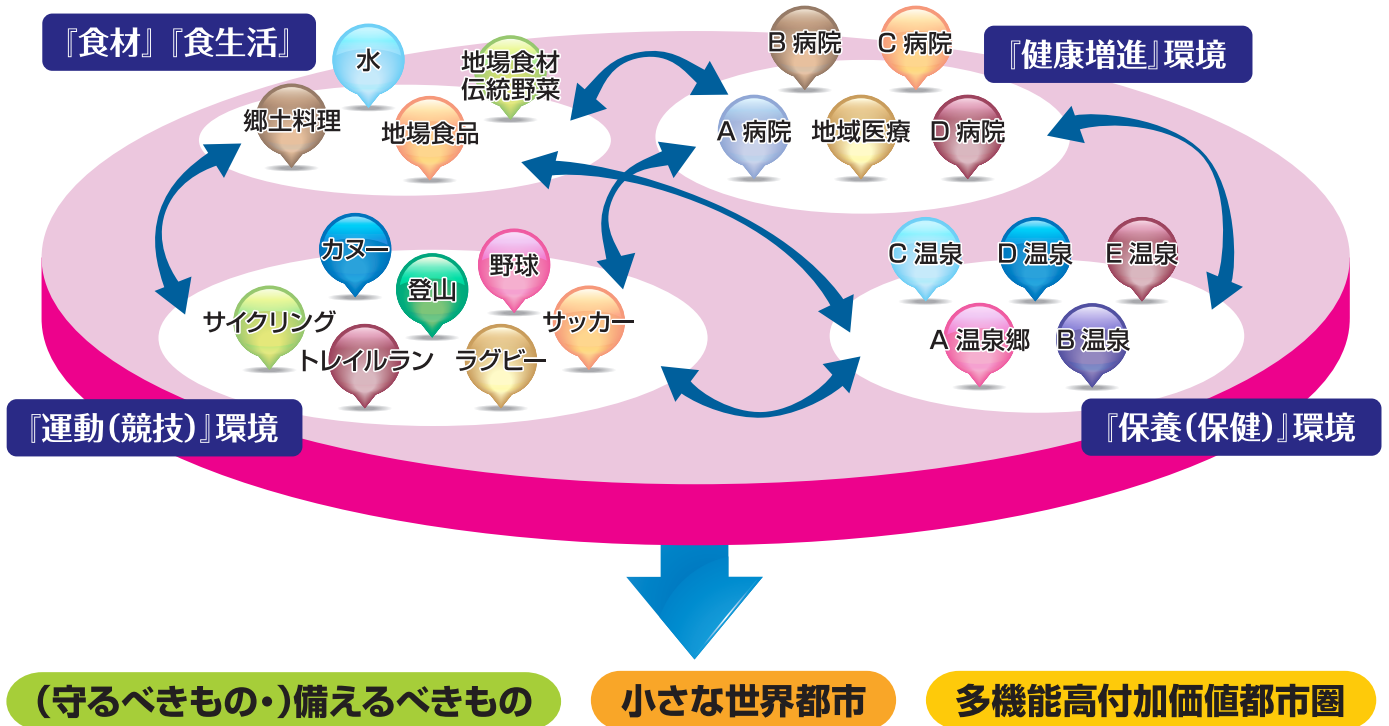 『食材』『食生活』
水
地場食材
伝統野菜
郷土料理
地場食品
B 病院
C 病院
『健康増進』環境
A 病院
地域医療
D 病院
カヌー
野球
登山
サイクリング
サッカー
トレイルラン
ラグビー
『運動(競技)』環境
C 温泉
D 温泉
E 温泉
A 温泉郷
B 温泉
『保養(保健)』環境
(守るべきもの・)備えるべきもの
小さな世界都市
多機能高付加価値都市圏